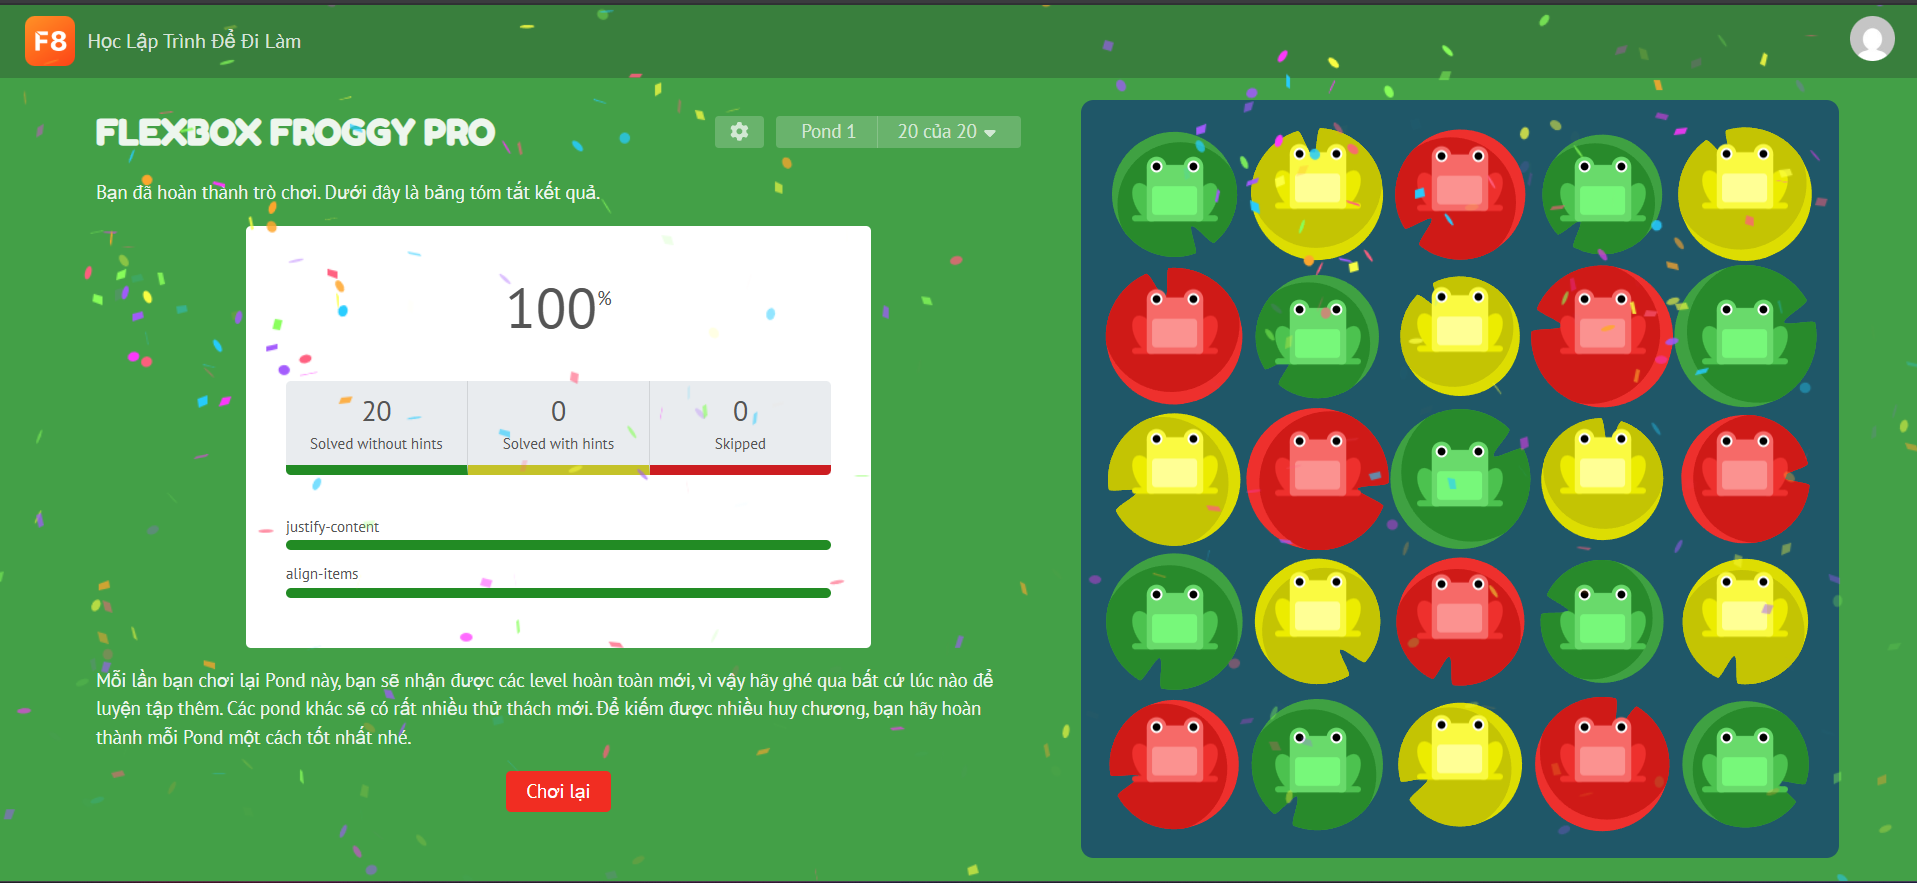 F8 Học Lập Trình Để Đi Làm
FLEXBOX FROGGY PRO
Pond 1
20 của 20
Bạn đã hoàn thành trò chơi. Dưới đây là bảng tóm tắt kết quả.
100%
20
Solved without hints
0
Solved with hints
0
Skipped
justify-content
align-items
Mỗi lần bạn chơi lại Pond này, bạn sẽ nhận được các level hoàn toàn mới, vì vậy hãy ghé qua bất cứ lúc nào để
luyện tập thêm. Các pond khác sẽ có rất nhiều thử thách mới. Để kiếm được nhiều huy chương, bạn hãy hoàn
thành mỗi Pond một cách tốt nhất nhé.
Chơi lại